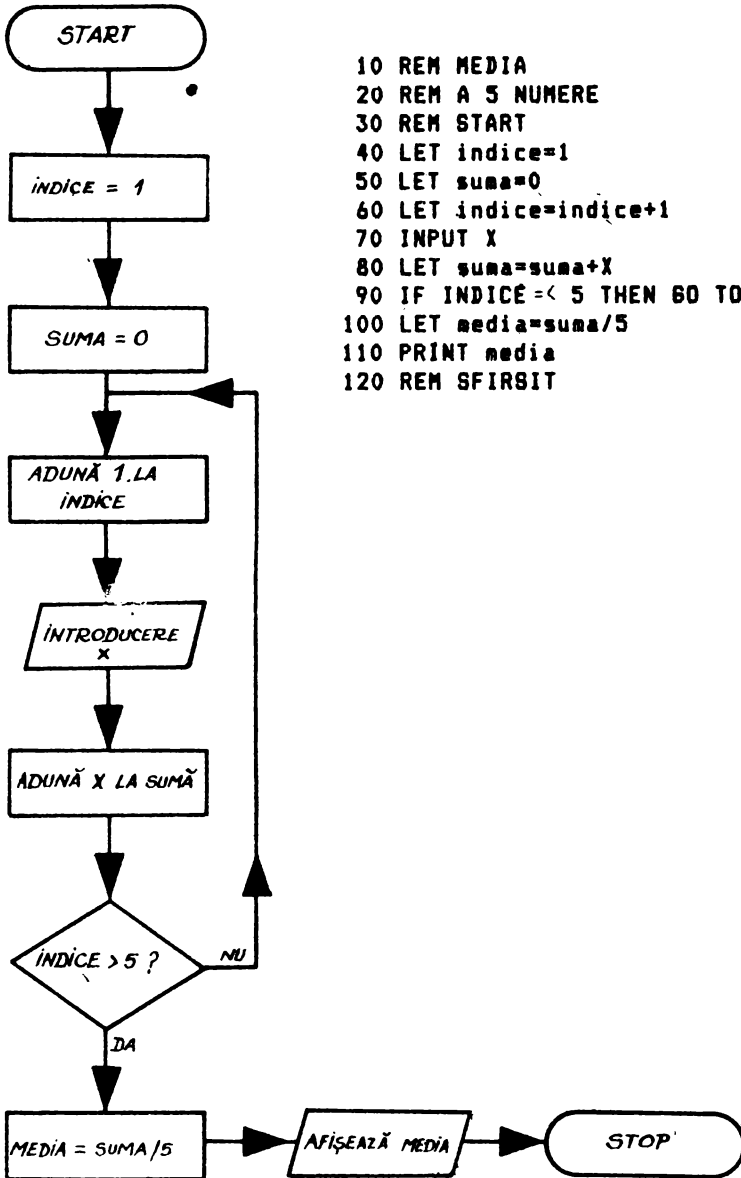 START
INDICE = 1
SUMA = 0
ADUNĂ 1 LA
INDICE
INTRODUCERE
X
ADUNĂ X LA SUMĂ
INDICE > 5 ?
NU
DA
MEDIA = SUMA/5
AFIŞEAZĂ MEDIA
STOP
10 REM MEDIA
20 REM A 5 NUMERE
30 REM START
40 LET indice=1
50 LET suma=0
60 LET indice=indice+1
70 INPUT X
80 LET suma=suma+X
90 IF INDICE =< 5 THEN GO TO
100 LET media=suma/5
110 PRINT media
120 REM SFIRSIT